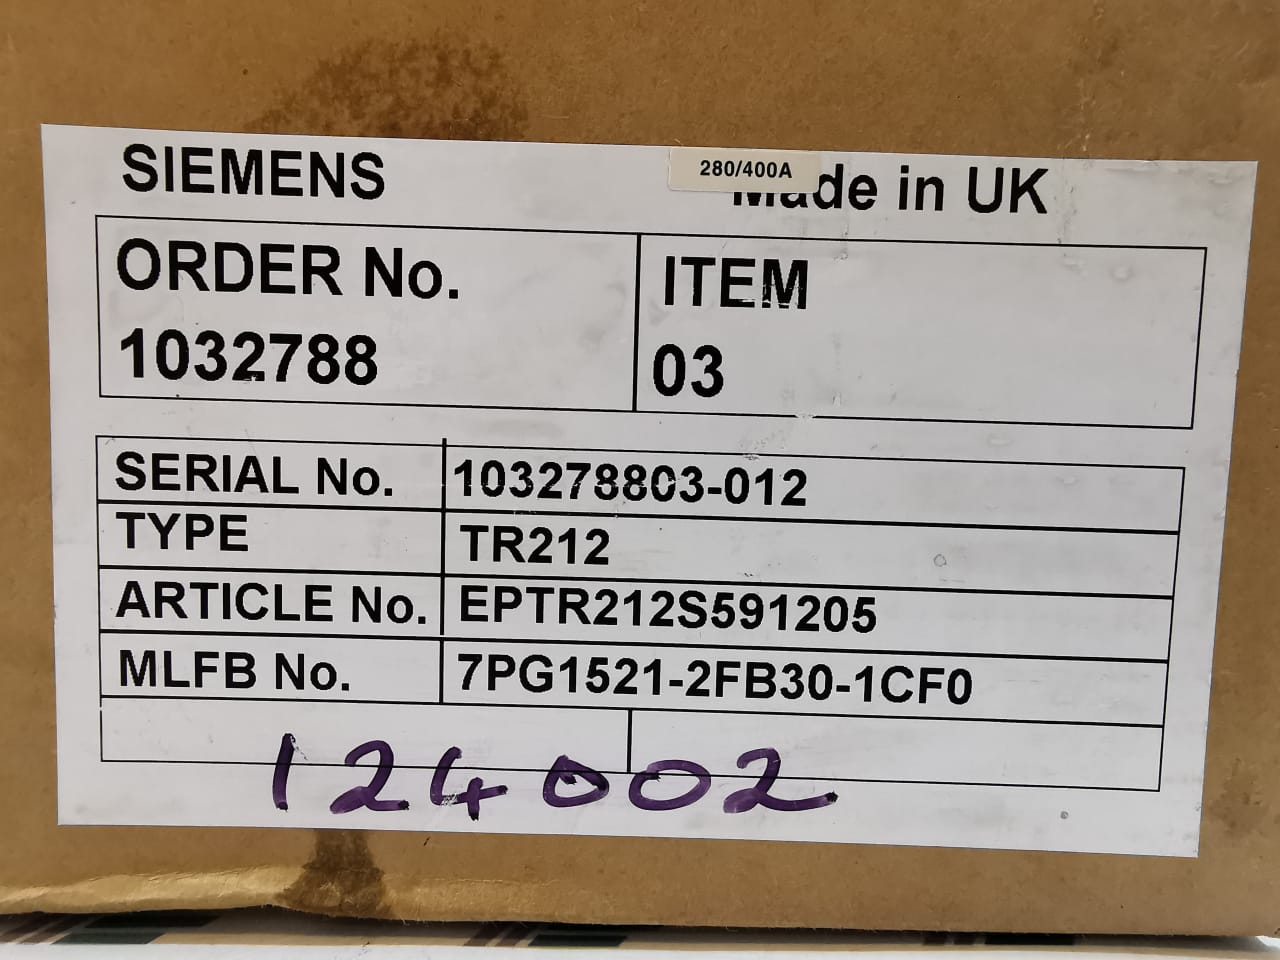 SIEMENS
280/400A
Made in UK
ORDER No.
1032788
ITEM
03
SERIAL No. 103278803-012
TYPE TR212
ARTICLE No. EPTR212S591205
MLFB No. 7PG1521-2FB30-1CF0
124002